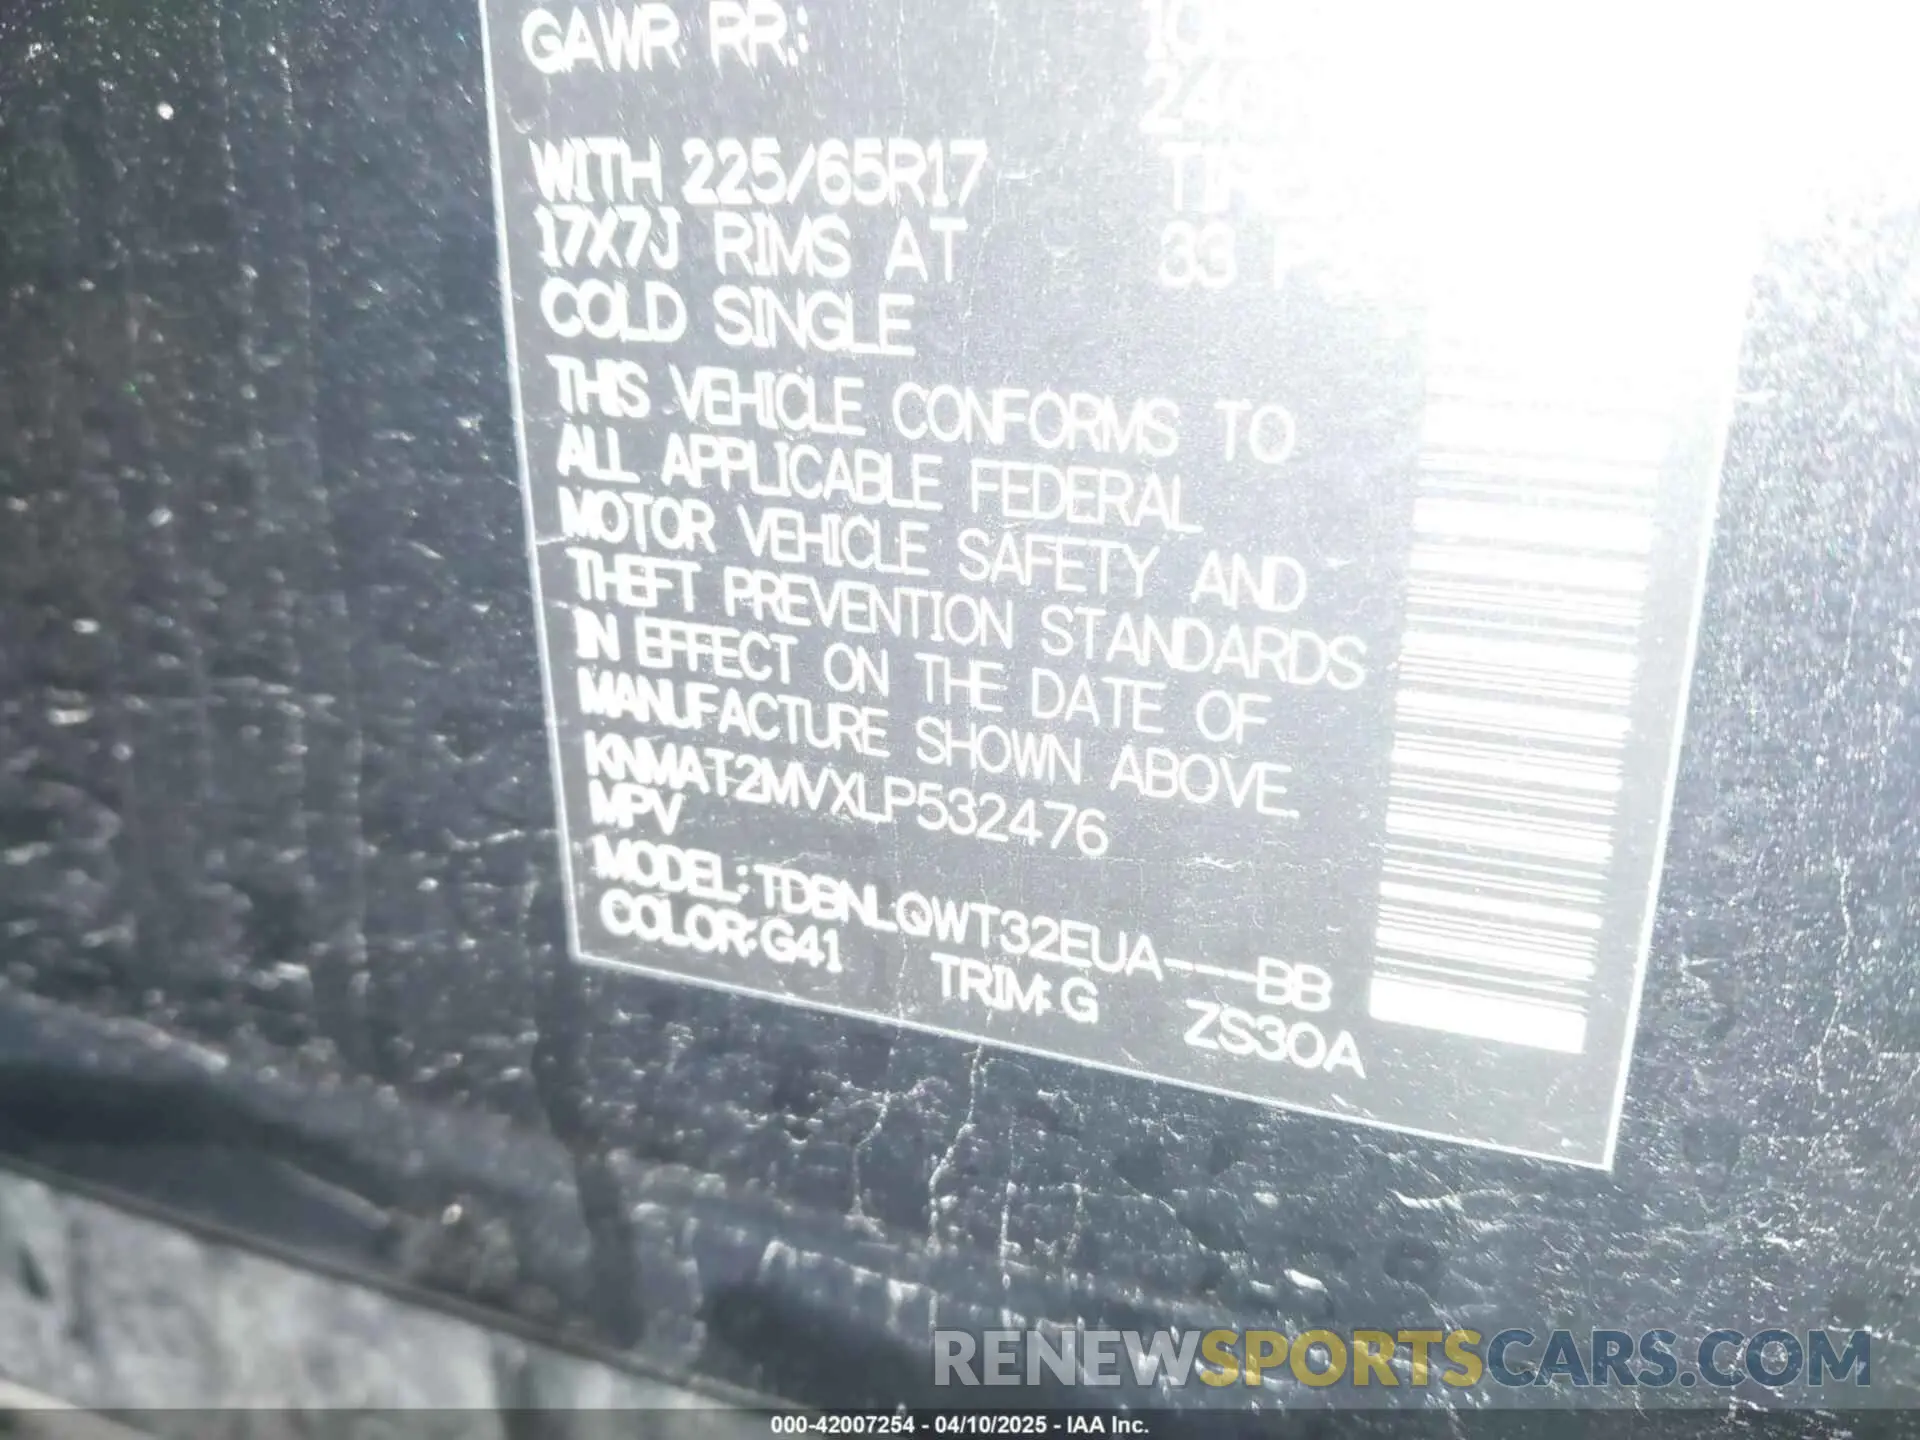 GAWR RR.:
WITH 225/65R17
17X7J RIMS AT 33
COLD SINGLE
THIS VEHICLE CONFORMS TO
ALL APPLICABLE FEDERAL
MOTOR VEHICLE SAFETY AND
THEFT PREVENTION STANDARDS
IN EFFECT ON THE DATE OF
MANUFACTURE SHOWN ABOVE.
KNMAT2MVXLP532476
MPV
MODEL:TDBNLQWT32EUA---BB
COLOR:G41 TRIM:G ZS30A
RENEWSPORTSCARS.COM
000-42007254 - 04/10/2025 - IAA Inc.